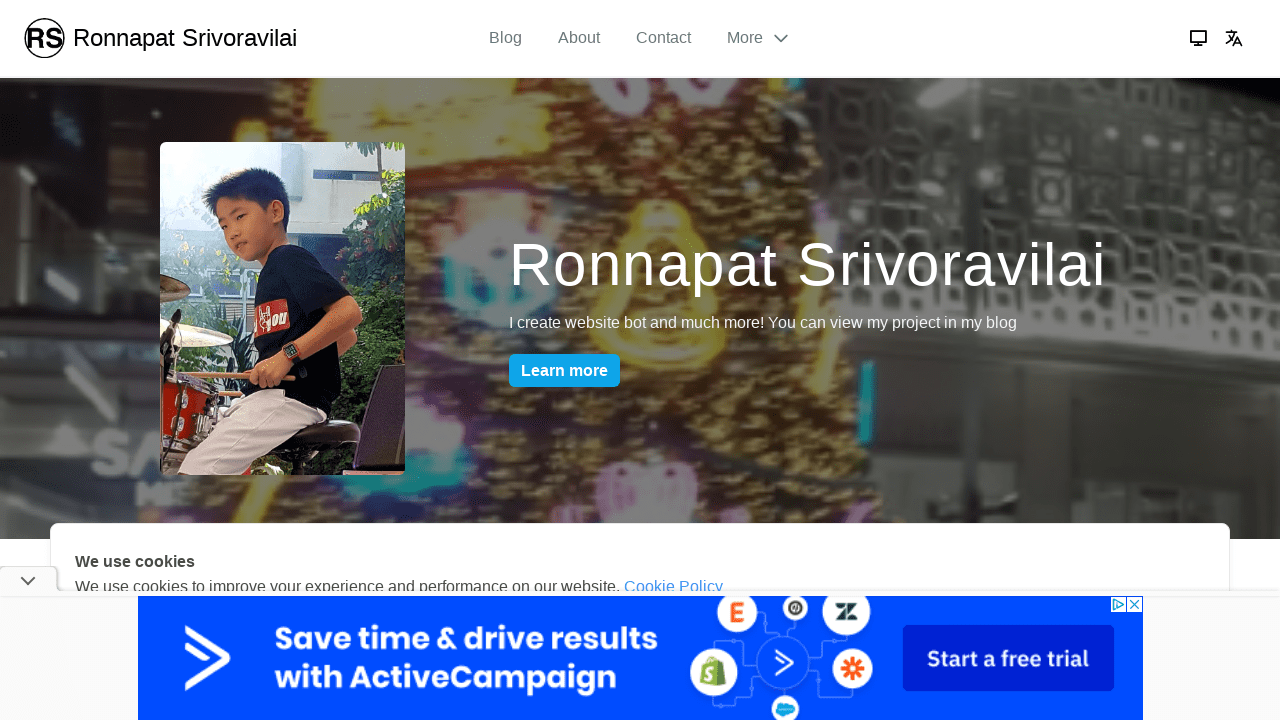 RS Ronnapat Srivoravilai
Blog
About
Contact
More
Ronnapat Srivoravilai
I create website bot and much more! You can view my project in my blog
Learn more
We use cookies
We use cookies to improve your experience and performance on our website. Cookie Policy
Save time & drive results
with ActiveCampaign
Start a free trial